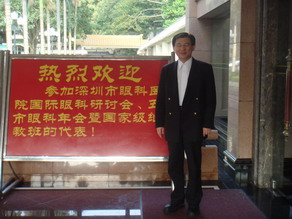 热烈欢迎
参加深圳市眼科医
院国际眼科研讨会、五
市眼科年会暨国家级继
教班的代表！